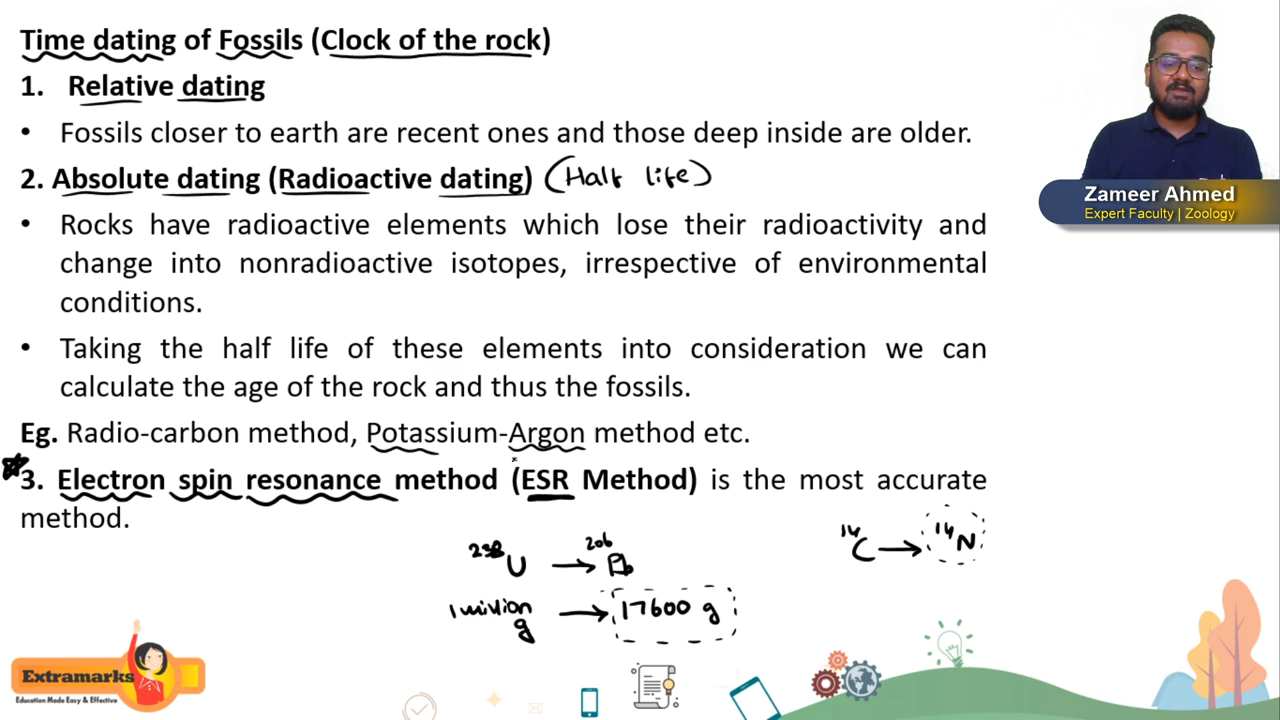 Time dating of Fossils (Clock of the rock)
1. Relative dating
• Fossils closer to earth are recent ones and those deep inside are older.
2. Absolute dating (Radioactive dating) (Half life)
• Rocks have radioactive elements which lose their radioactivity and
change into nonradioactive isotopes, irrespective of environmental
conditions.
• Taking the half life of these elements into consideration we can
calculate the age of the rock and thus the fossils.
Eg. Radio-carbon method, Potassium-Argon method etc.
3. Electron spin resonance method (ESR Method) is the most accurate
method.
²³⁸U → ²⁰⁶Pb
1 million g → 17600 g
¹⁴C → ¹⁴N
Zameer Ahmed
Expert Faculty | Zoology
Extramarks
Education Made Easy & Effective